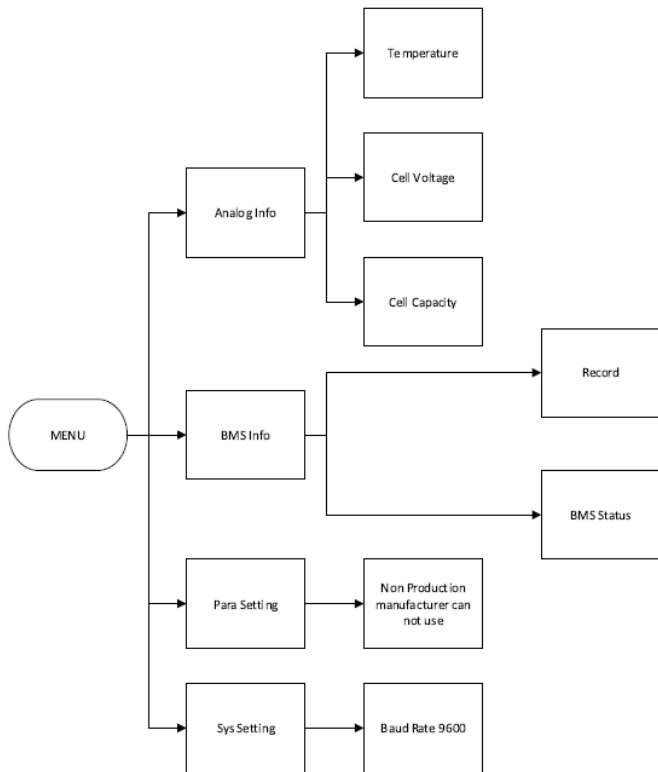 Temperature
Cell Voltage
Analog Info
Cell Capacity
Record
MENU
BMS Info
BMS Status
Para Setting
Non Production
manufacturer can
not use
Sys Setting
Baud Rate 9600